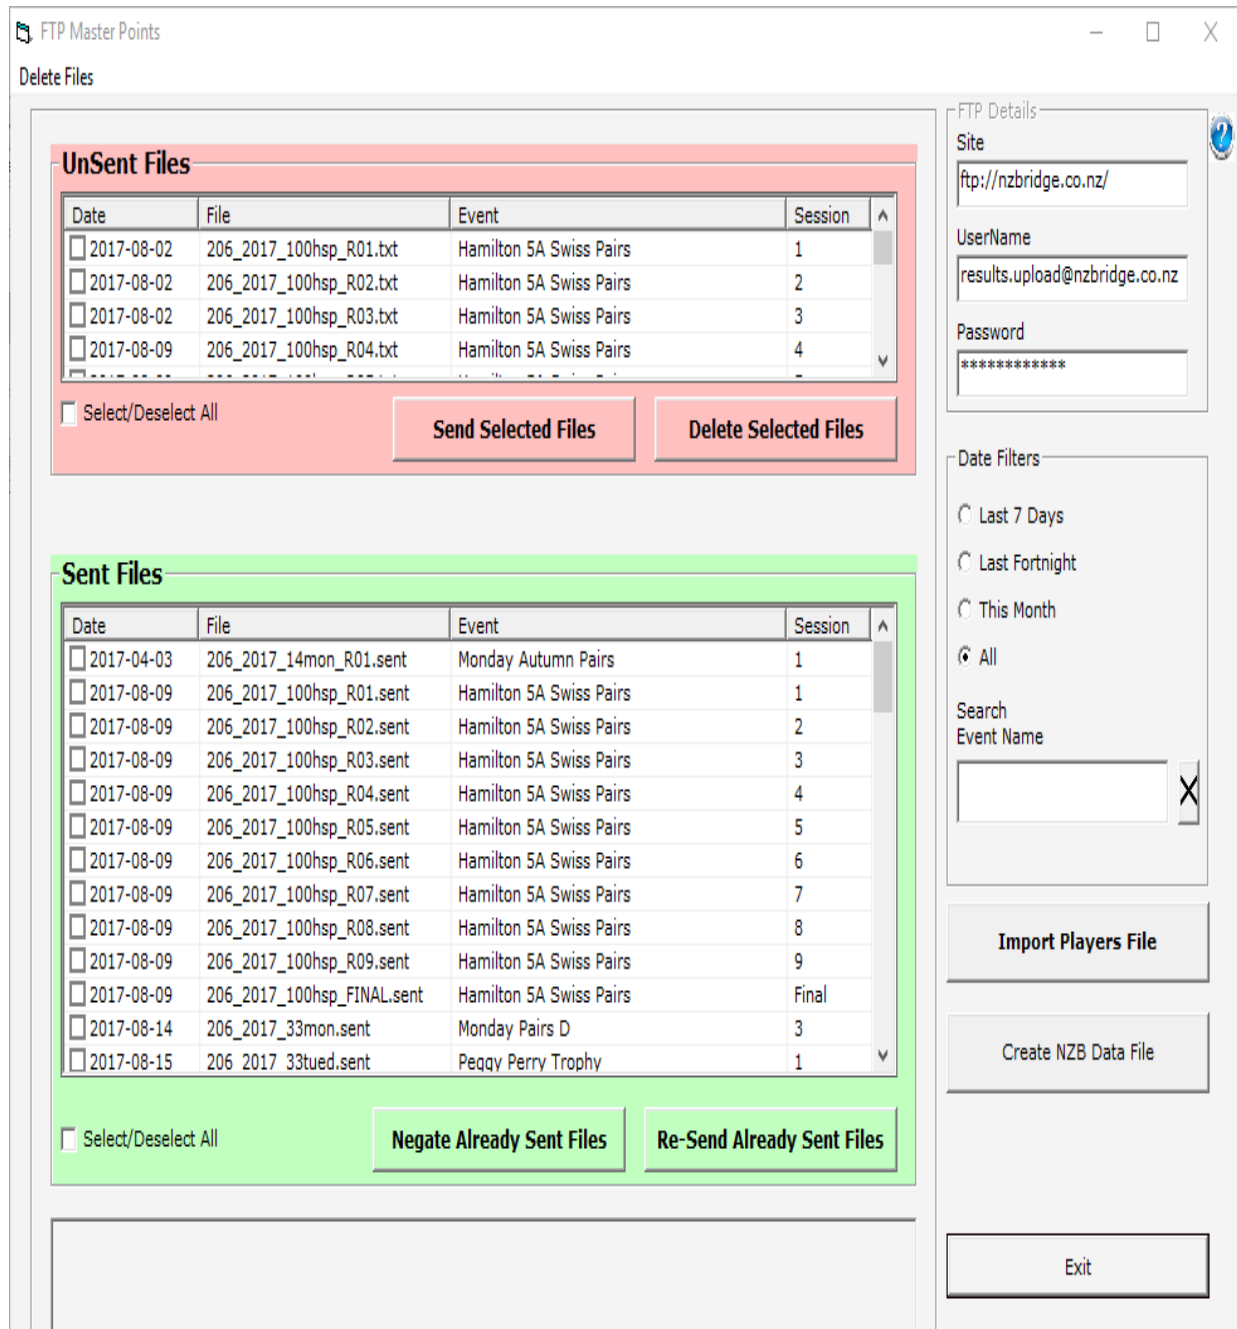 FTP Master Points
Delete Files
UnSent Files
Date File Event Session
2017-08-02 206_2017_100hsp_R01.txt Hamilton 5A Swiss Pairs 1
2017-08-02 206_2017_100hsp_R02.txt Hamilton 5A Swiss Pairs 2
2017-08-02 206_2017_100hsp_R03.txt Hamilton 5A Swiss Pairs 3
2017-08-09 206_2017_100hsp_R04.txt Hamilton 5A Swiss Pairs 4
Select/Deselect All
Send Selected Files
Delete Selected Files
Sent Files
Date File Event Session
2017-04-03 206_2017_14mon_R01.sent Monday Autumn Pairs 1
2017-08-09 206_2017_100hsp_R01.sent Hamilton 5A Swiss Pairs 1
2017-08-09 206_2017_100hsp_R02.sent Hamilton 5A Swiss Pairs 2
2017-08-09 206_2017_100hsp_R03.sent Hamilton 5A Swiss Pairs 3
2017-08-09 206_2017_100hsp_R04.sent Hamilton 5A Swiss Pairs 4
2017-08-09 206_2017_100hsp_R05.sent Hamilton 5A Swiss Pairs 5
2017-08-09 206_2017_100hsp_R06.sent Hamilton 5A Swiss Pairs 6
2017-08-09 206_2017_100hsp_R07.sent Hamilton 5A Swiss Pairs 7
2017-08-09 206_2017_100hsp_R08.sent Hamilton 5A Swiss Pairs 8
2017-08-09 206_2017_100hsp_R09.sent Hamilton 5A Swiss Pairs 9
2017-08-09 206_2017_100hsp_FINAL.sent Hamilton 5A Swiss Pairs Final
2017-08-14 206_2017_33mon.sent Monday Pairs D 3
2017-08-15 206_2017_33tued.sent Peggy Perry Trophy 1
Select/Deselect All
Negate Already Sent Files
Re-Send Already Sent Files
FTP Details
Site
ftp://nzbridge.co.nz/
UserName
results.upload@nzbridge.co.nz
Password
************
Date Filters
Last 7 Days
Last Fortnight
This Month
All
Search
Event Name
X
Import Players File
Create NZB Data File
Exit